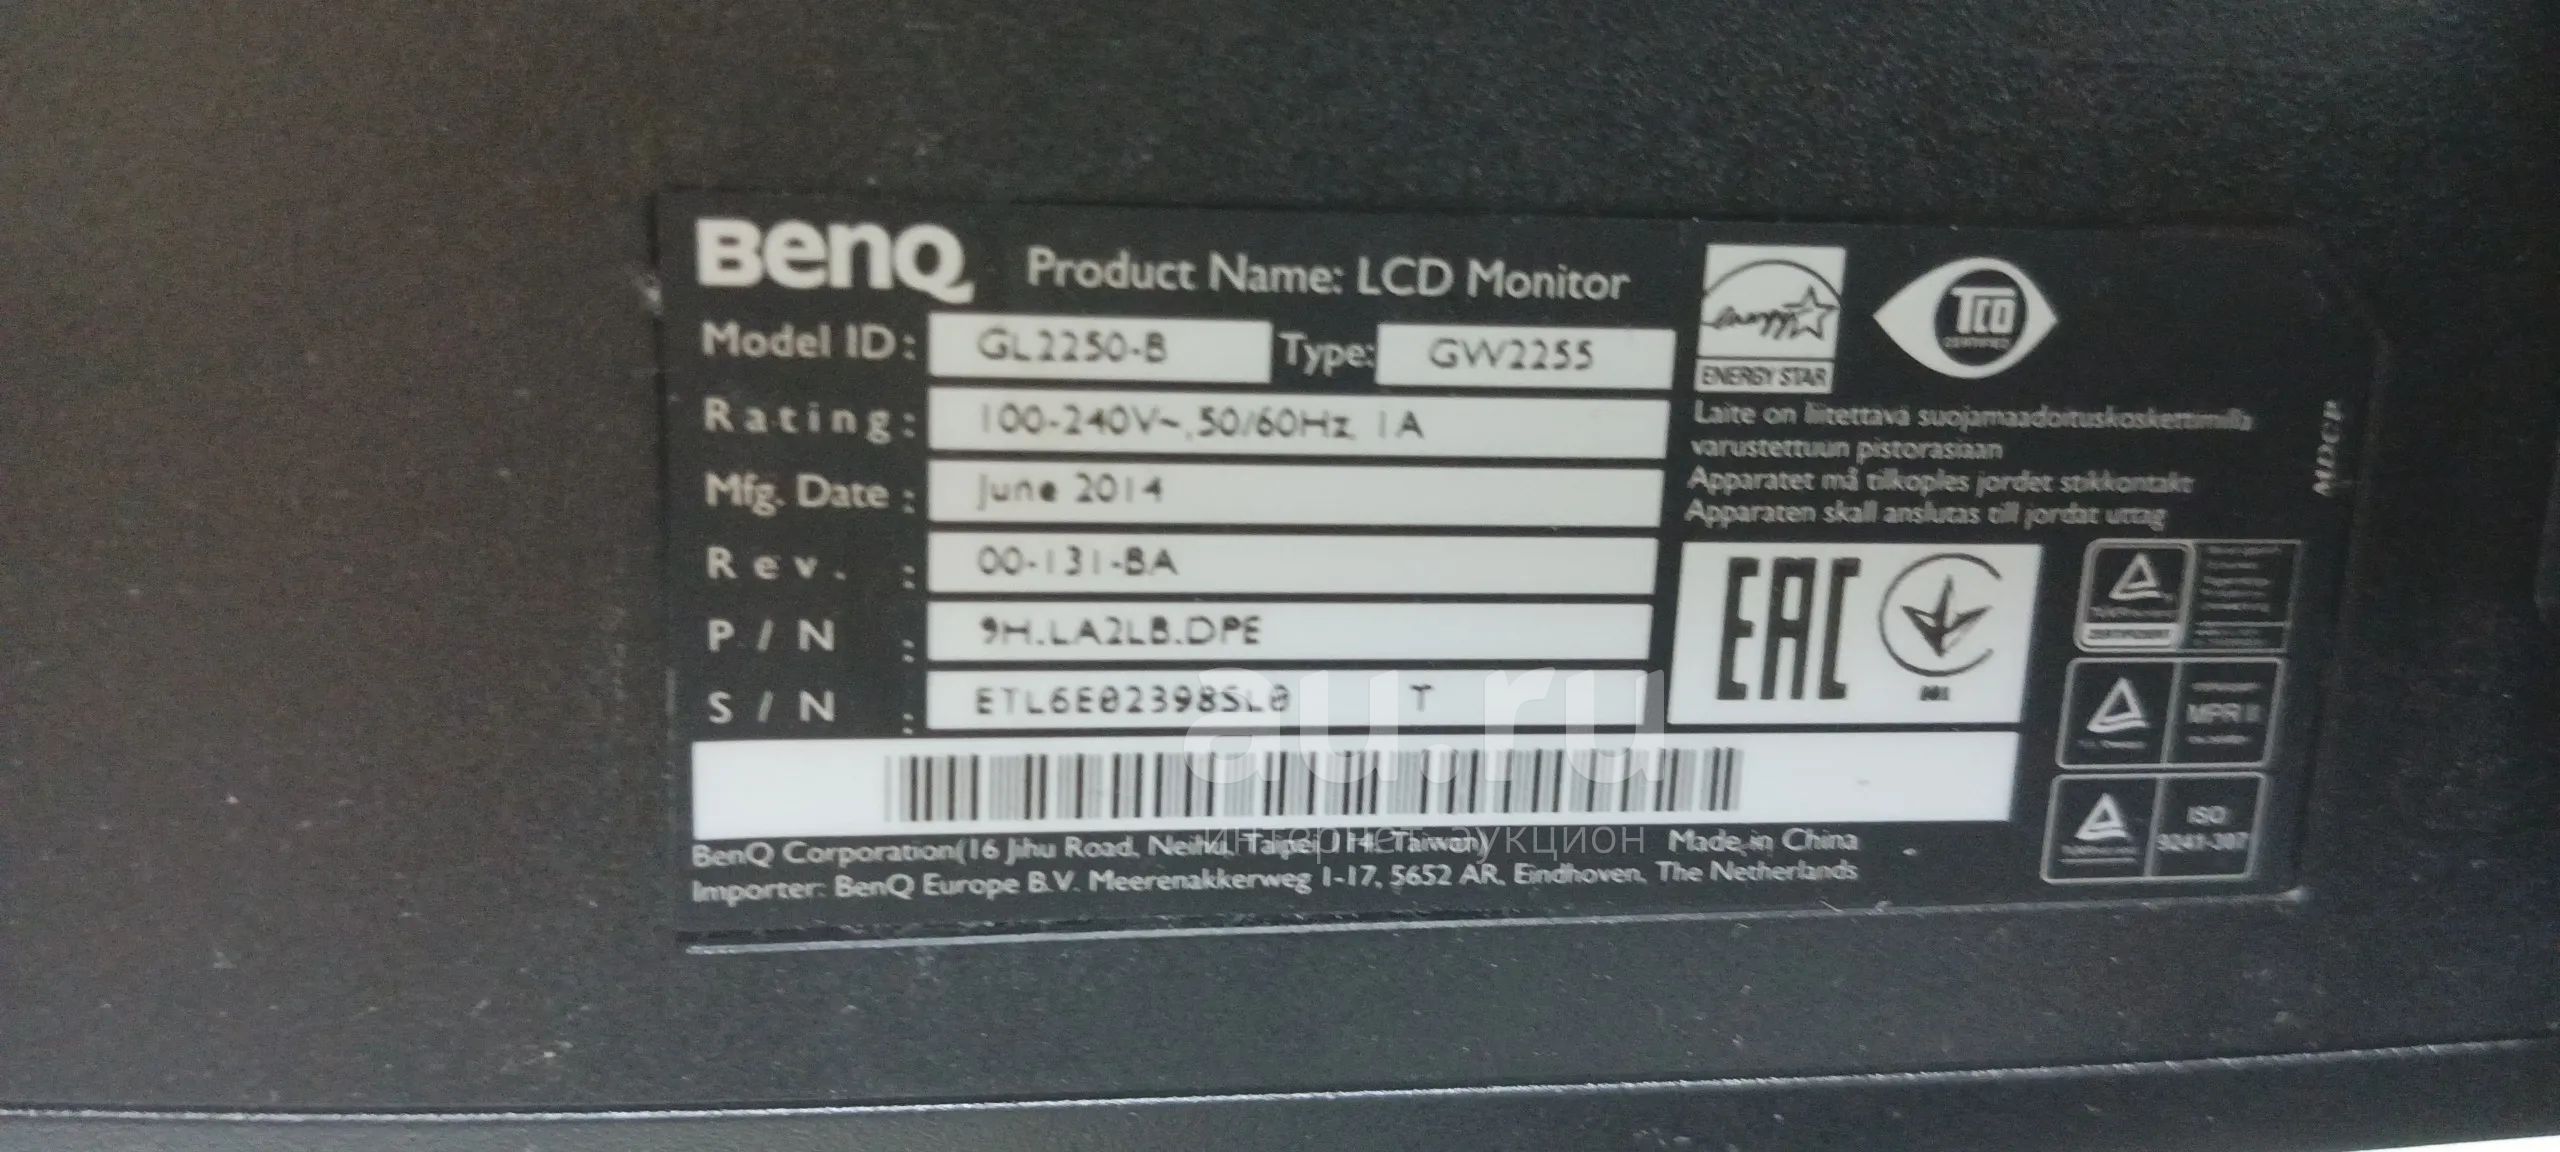 BenQ Product Name: LCD Monitor
Model ID: GL2250-B Type: GW2255
Rating: 100-240V~, 50/60Hz, 1A
Mfg. Date: June 2014
Rev. : 00-131-BA
P/N : 9H.LA2LB.DPE
S/N : ETL6E02398SL0 T
ENERGY STAR
TCO
CERTIFIED
Laite on liitettävä suojamaadoituskoskettimilla
varustettuun pistorasiaan
Apparatet må tilkoples jordet stikkontakt
Apparaten skall anslutas till jordat uttag
MDCP
EAC
MPR II
ISO
9241-307
BenQ Corporation(16 Jihu Road, Neihu, Taipei 114, Taiwan) Made in China
Importer: BenQ Europe B.V. Meerenakkerweg 1-17, 5652 AR, Eindhoven, The Netherlands
au.ru
интернет-аукцион